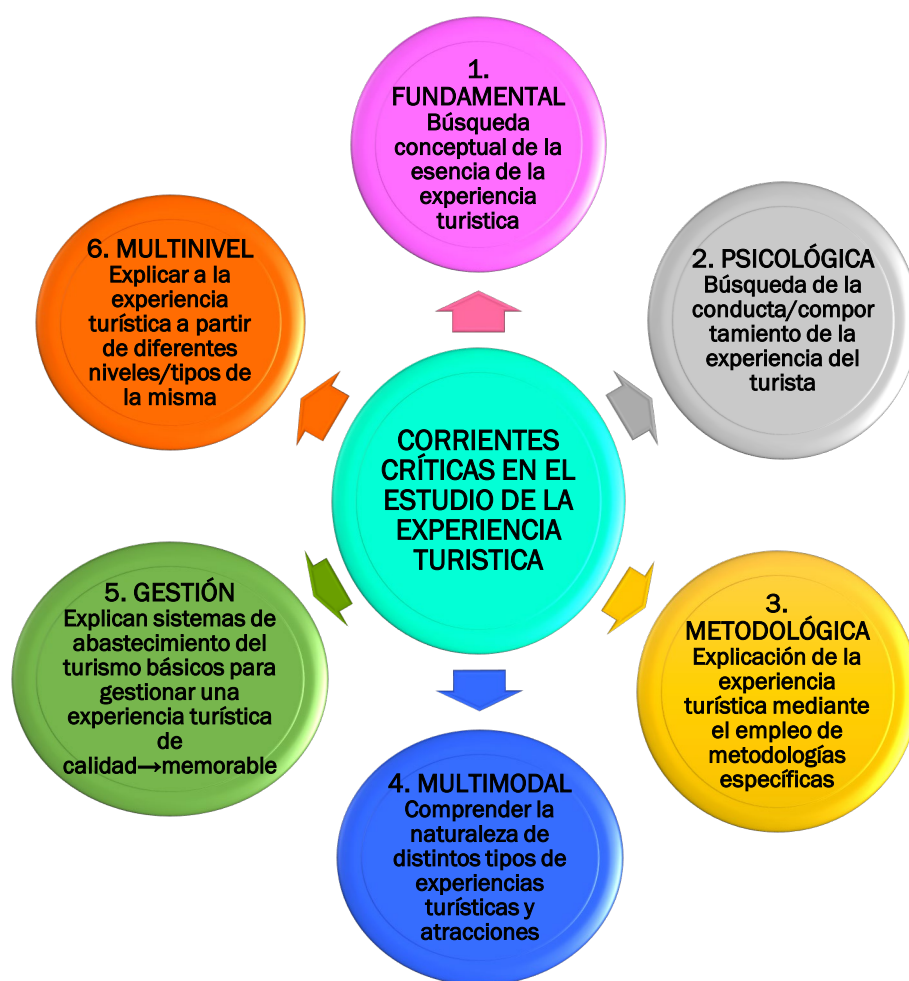 1.
FUNDAMENTAL
Búsqueda
conceptual de la
esencia de la
experiencia
turistica
2. PSICOLÓGICA
Búsqueda de la
conducta/compor
tamiento de la
experiencia del
turista
3.
METODOLÓGICA
Explicación de la
experiencia
turística mediante
el empleo de
metodologías
específicas
4. MULTIMODAL
Comprender la
naturaleza de
distintos tipos de
experiencias
turísticas y
atracciones
5. GESTIÓN
Explican sistemas de
abastecimiento del
turismo básicos para
gestionar una
experiencia turística
de
calidad→memorable
6. MULTINIVEL
Explicar a la
experiencia
turística a partir
de diferentes
niveles/tipos de
la misma
CORRIENTES
CRÍTICAS EN EL
ESTUDIO DE LA
EXPERIENCIA
TURISTICA